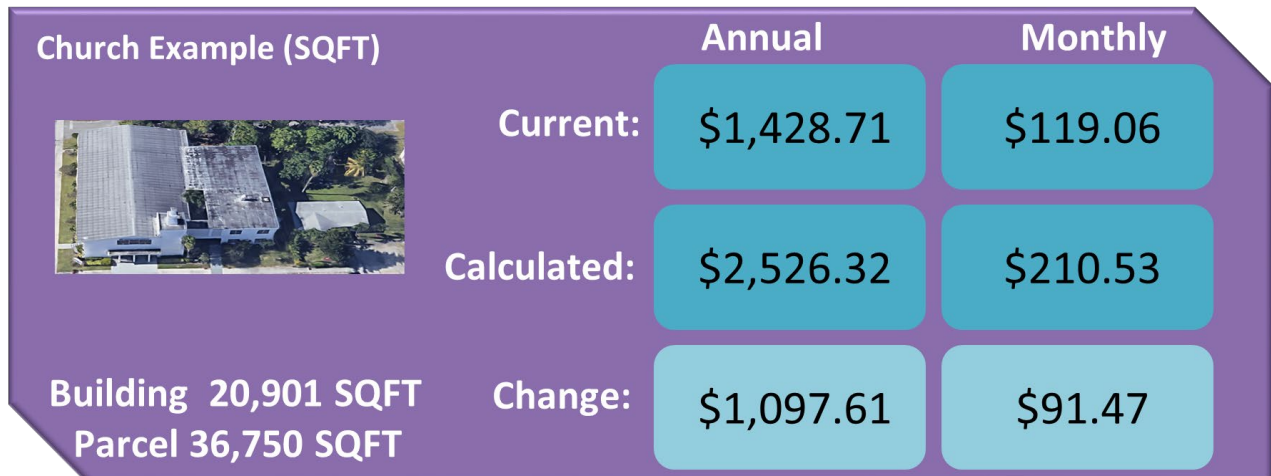 Church Example (SQFT)
Annual Monthly
Current: $1,428.71 $119.06
Calculated: $2,526.32 $210.53
Change: $1,097.61 $91.47
Building 20,901 SQFT
Parcel 36,750 SQFT